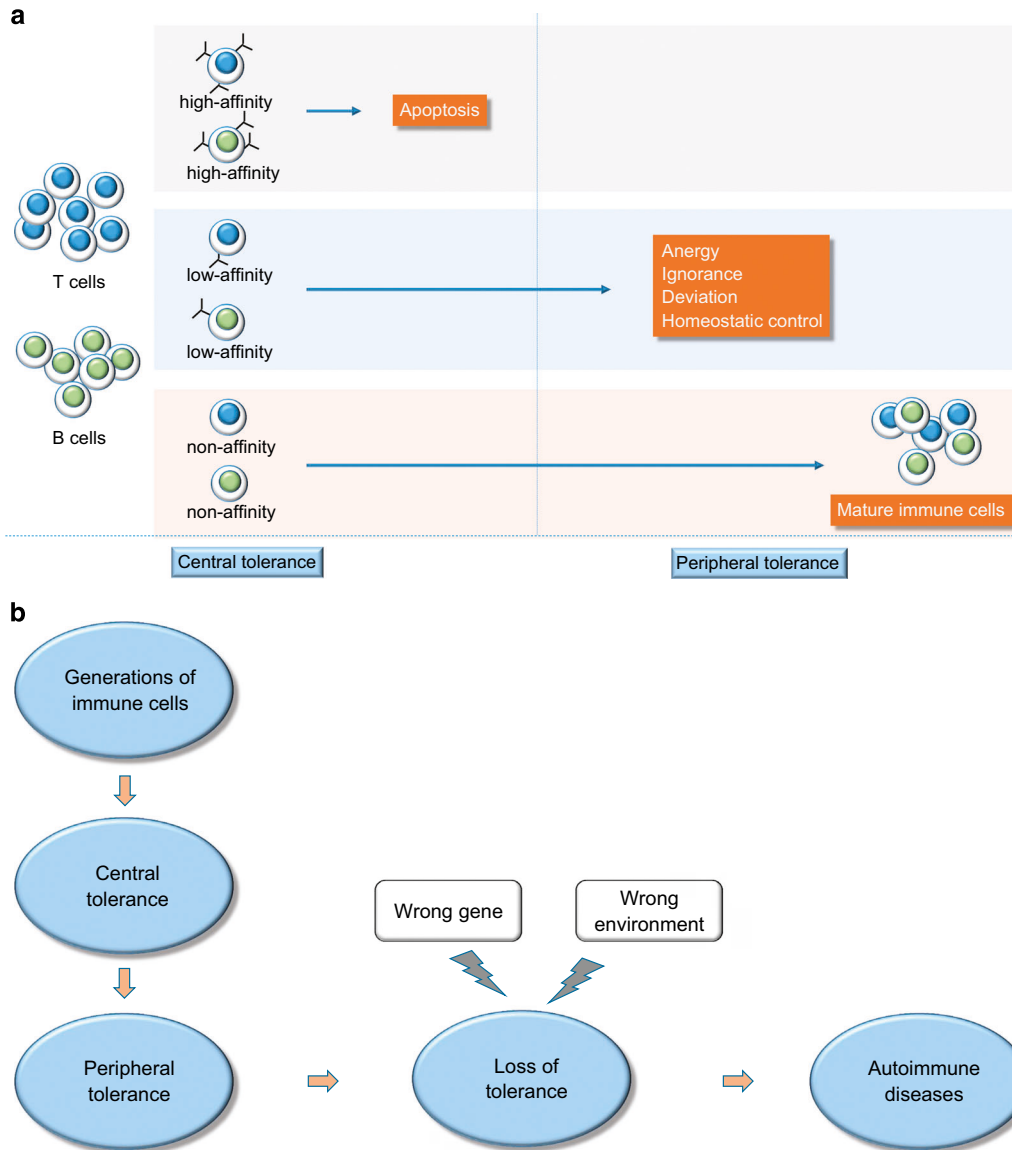 a
high-affinity
Apoptosis
high-affinity
T cells
low-affinity
low-affinity
Anergy
Ignorance
Deviation
Homeostatic control
B cells
non-affinity
non-affinity
Mature immune cells
Central tolerance
Peripheral tolerance
b
Generations of
immune cells
Central
tolerance
Wrong gene
Wrong
environment
Peripheral
tolerance
Loss of
tolerance
Autoimmune
diseases